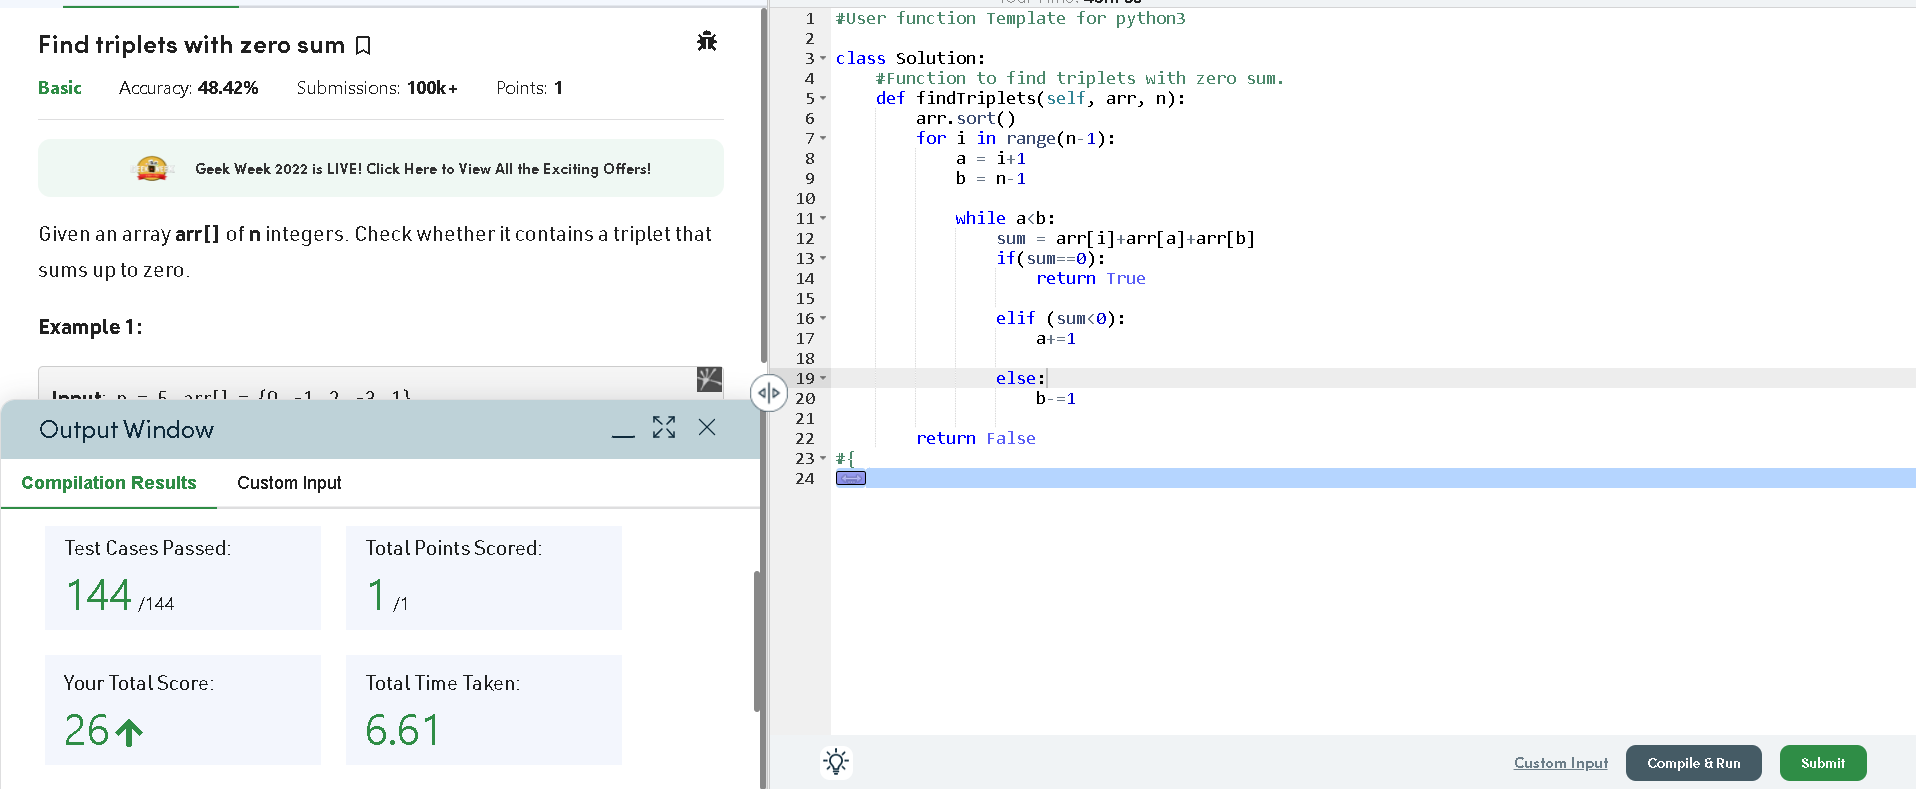 Find triplets with zero sum
Basic Accuracy: 48.42% Submissions: 100k+ Points: 1
Geek Week 2022 is LIVE! Click Here to View All the Exciting Offers!
Given an array arr[] of n integers. Check whether it contains a triplet that
sums up to zero.
Example 1:
Input: n = 5, arr[] = {0, -1, 2, -3, 1}
Output Window
Compilation Results Custom Input
Test Cases Passed:
144 /144
Total Points Scored:
1 /1
Your Total Score:
26
Total Time Taken:
6.61
1 #User function Template for python3
2
3 class Solution:
4     #Function to find triplets with zero sum.
5     def findTriplets(self, arr, n):
6         arr.sort()
7         for i in range(n-1):
8             a = i+1
9             b = n-1
10
11             while a<b:
12                 sum = arr[i]+arr[a]+arr[b]
13                 if(sum==0):
14                     return True
15
16                 elif (sum<0):
17                     a+=1
18
19                 else:
20                     b-=1
21
22         return False
23 #{
24
Custom Input Compile & Run Submit